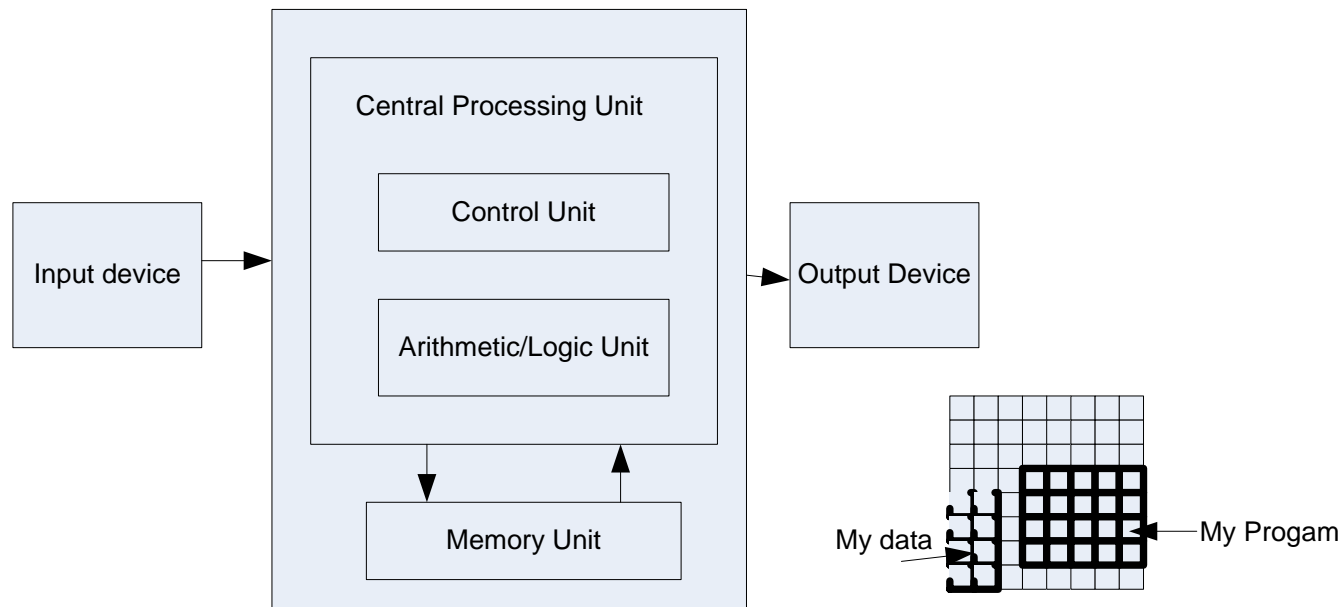 Central Processing Unit
Control Unit
Input device
Output Device
Arithmetic/Logic Unit
Memory Unit
My data
My Progam